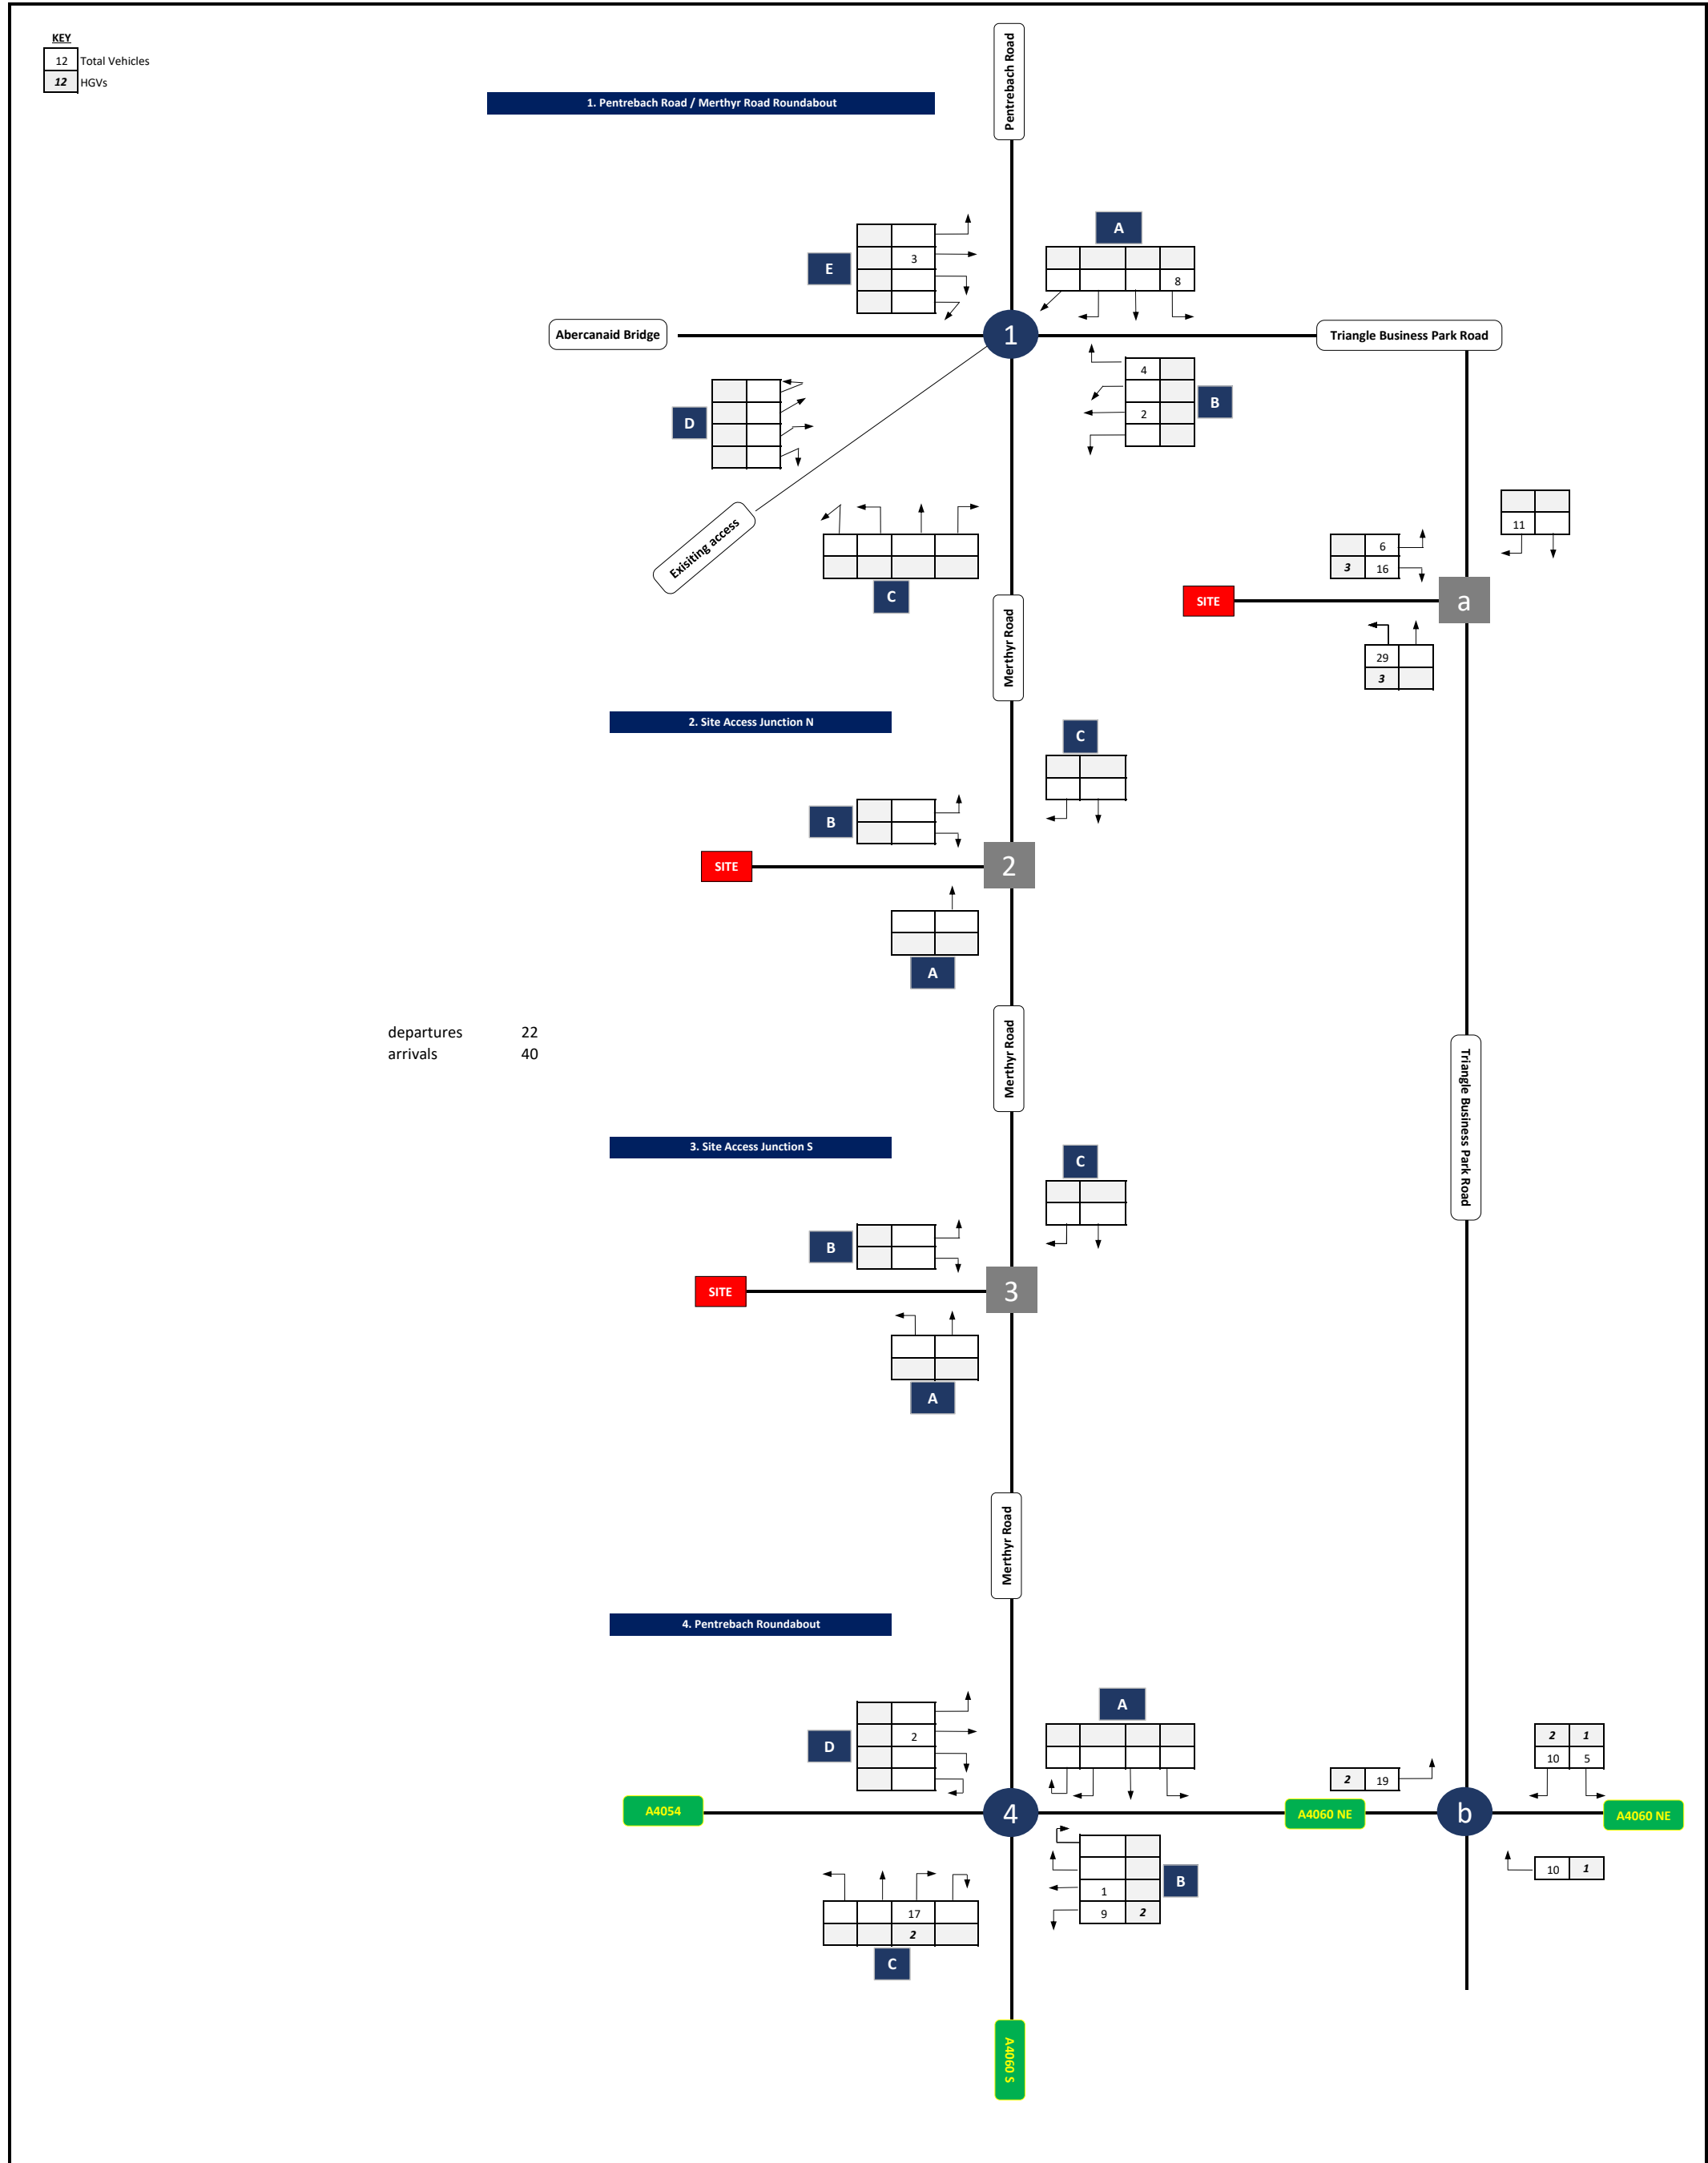 KEY
12 Total Vehicles
12 HGVs
Pentrebach Road
1. Pentrebach Road / Merthyr Road Roundabout
A
E
3
8
Abercanaid Bridge
1
Triangle Business Park Road
4
2
B
D
Exisiting access
C
11
6
3 16
SITE
a
29
3
Merthyr Road
2. Site Access Junction N
C
B
SITE
2
A
departures 22
arrivals 40
Merthyr Road
Triangle Business Park Road
3. Site Access Junction S
C
B
SITE
3
A
Merthyr Road
4. Pentrebach Roundabout
A
D
2
2 1
10 5
2 19
A4054
4
A4060 NE
b
A4060 NE
B
1
9 2
10 1
17
2
C
A4060 S